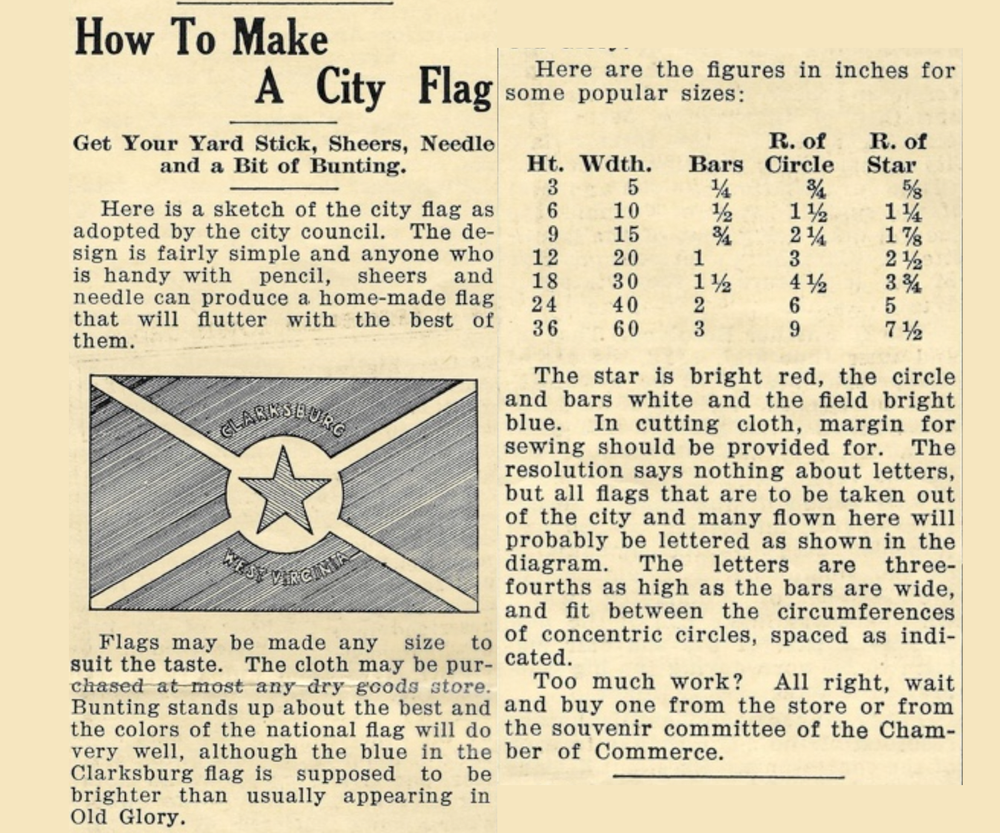 How To Make
A City Flag
Get Your Yard Stick, Sheers, Needle
and a Bit of Bunting.
Here is a sketch of the city flag as
adopted by the city council. The de-
sign is fairly simple and anyone who
is handy with pencil, sheers and
needle can produce a home-made flag
that will flutter with the best of
them.
CLARKSBURG
WEST VIRGINIA
Flags may be made any size to
suit the taste. The cloth may be pur-
chased at most any dry goods store.
Bunting stands up about the best and
the colors of the national flag will do
very well, although the blue in the
Clarksburg flag is supposed to be
brighter than usually appearing in
Old Glory.
Here are the figures in inches for
some popular sizes:
R. of R. of
Ht. Wdth. Bars Circle Star
3 5 ¼ ¾ ⅝
6 10 ½ 1½ 1¼
9 15 ¾ 2¼ 1⅞
12 20 1 3 2½
18 30 1½ 4½ 3¾
24 40 2 6 5
36 60 3 9 7½
The star is bright red, the circle
and bars white and the field bright
blue. In cutting cloth, margin for
sewing should be provided for. The
resolution says nothing about letters,
but all flags that are to be taken out
of the city and many flown here will
probably be lettered as shown in the
diagram. The letters are three-
fourths as high as the bars are wide,
and fit between the circumferences
of concentric circles, spaced as indi-
cated.
Too much work? All right, wait
and buy one from the store or from
the souvenir committee of the Cham-
ber of Commerce.